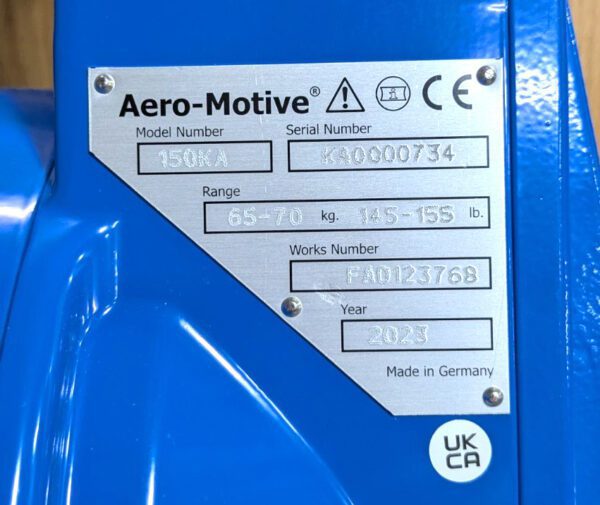 Aero-Motive® CE
Model Number Serial Number
150KA KA0000734
Range
65-70 kg. 145-155 lb.
Works Number
FA0123768
Year
2023
Made in Germany
UK
CA